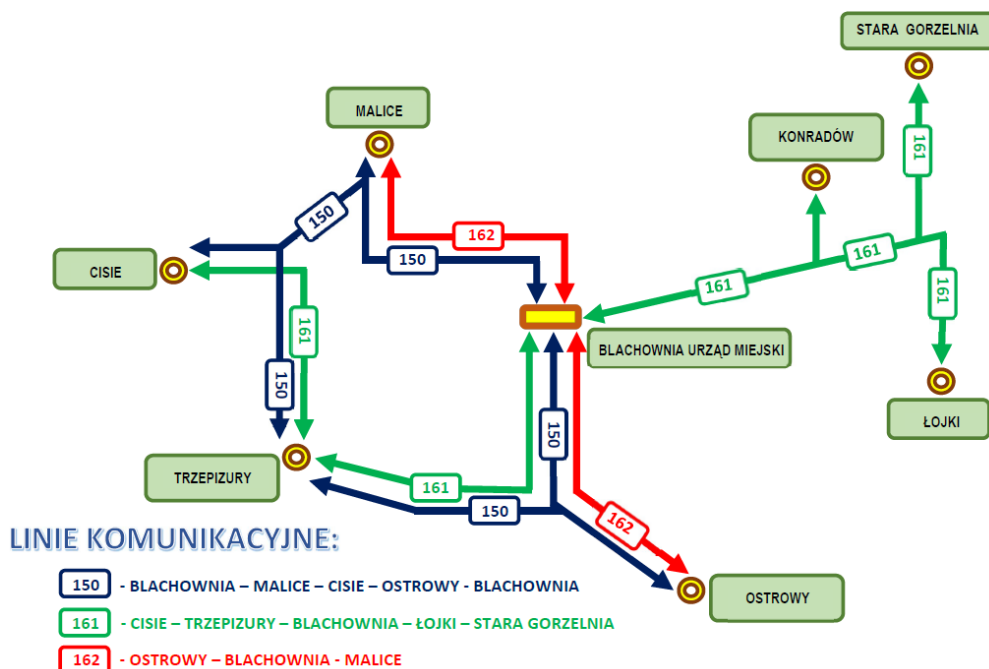 STARA GORZELNIA
MALICE
KONRADÓW
161
150
162
161
CISIE
150
161
161
161
161
BLACHOWNIA URZĄD MIEJSKI
150
ŁOJKI
150
TRZEPIZURY
161
150
162
LINIE KOMUNIKACYJNE:
OSTROWY
150 - BLACHOWNIA – MALICE – CISIE – OSTROWY - BLACHOWNIA
161 - CISIE – TRZEPIZURY – BLACHOWNIA – ŁOJKI – STARA GORZELNIA
162 - OSTROWY – BLACHOWNIA - MALICE